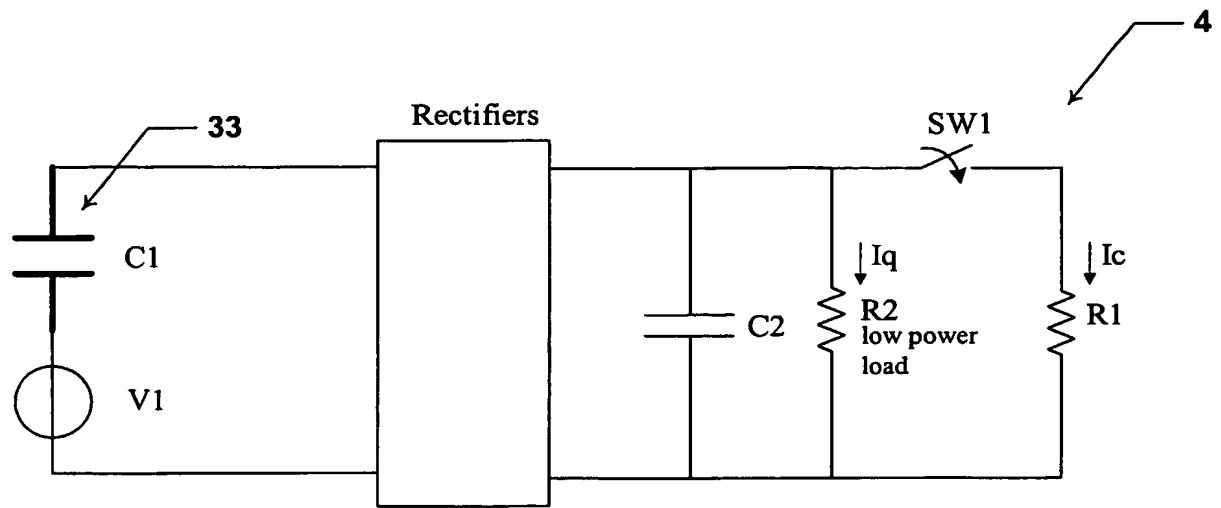 4
33
Rectifiers
SW1
C1
Iq
Ic
C2
R2
low power
load
R1
V1